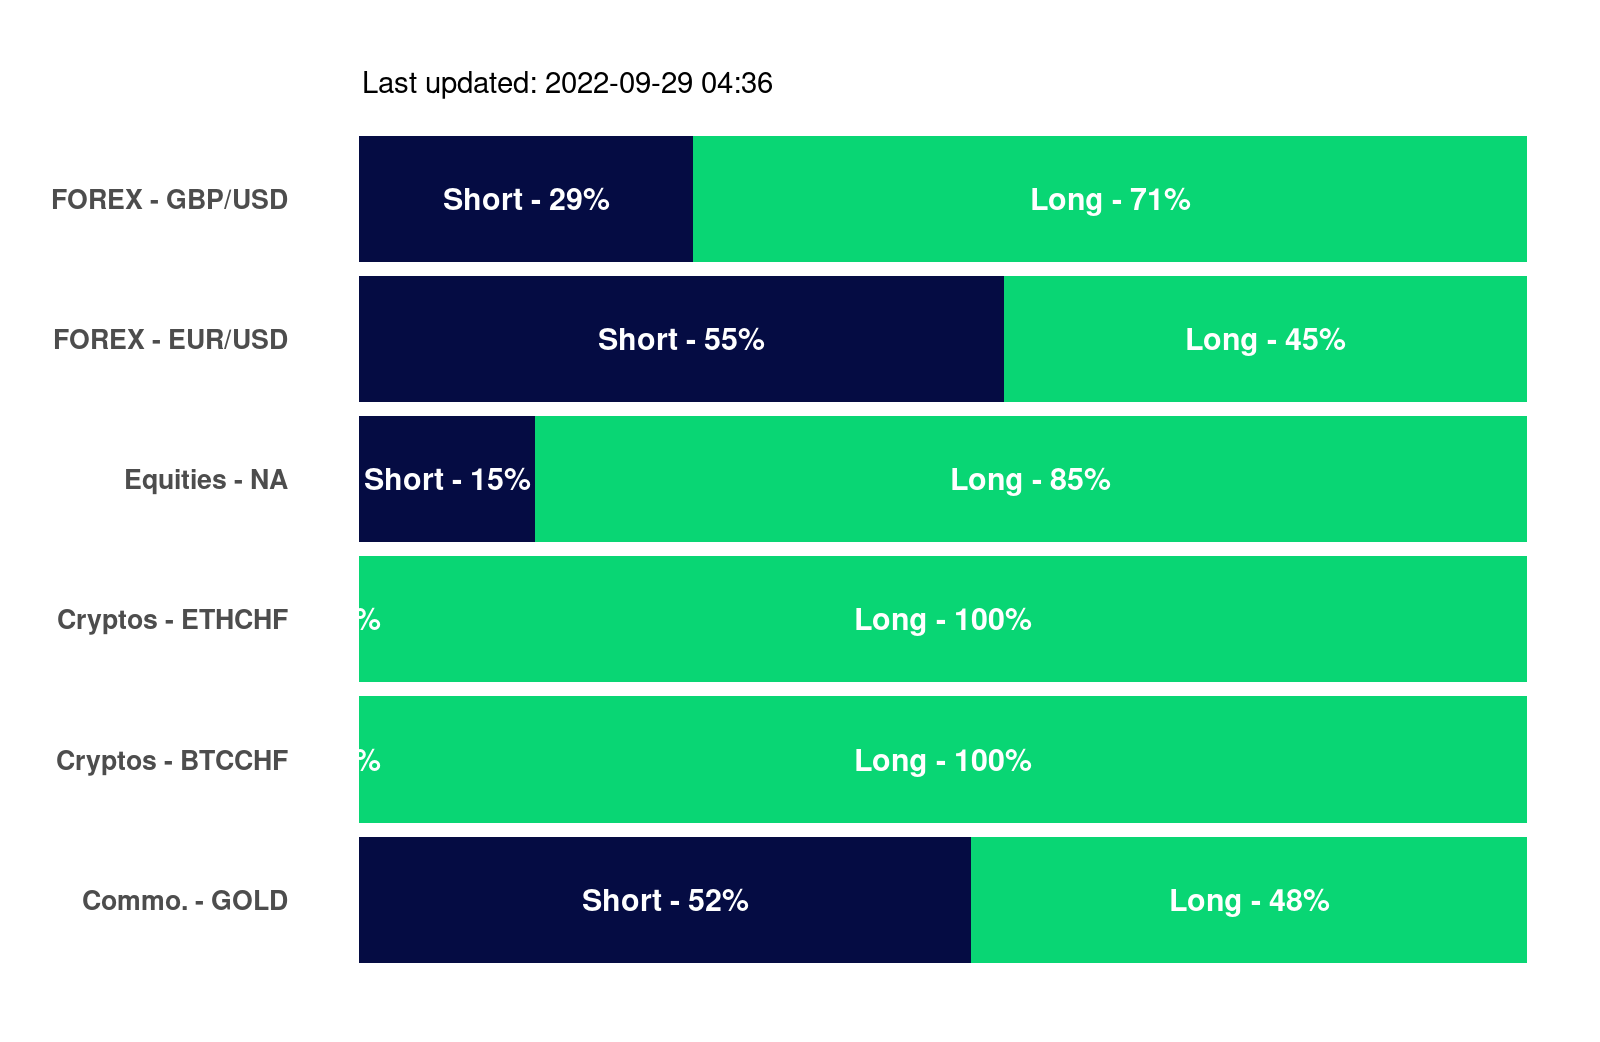 Last updated: 2022-09-29 04:36
FOREX - GBP/USD Short - 29% Long - 71%
FOREX - EUR/USD Short - 55% Long - 45%
Equities - NA Short - 15% Long - 85%
Cryptos - ETHCHF % Long - 100%
Cryptos - BTCCHF % Long - 100%
Commo. - GOLD Short - 52% Long - 48%